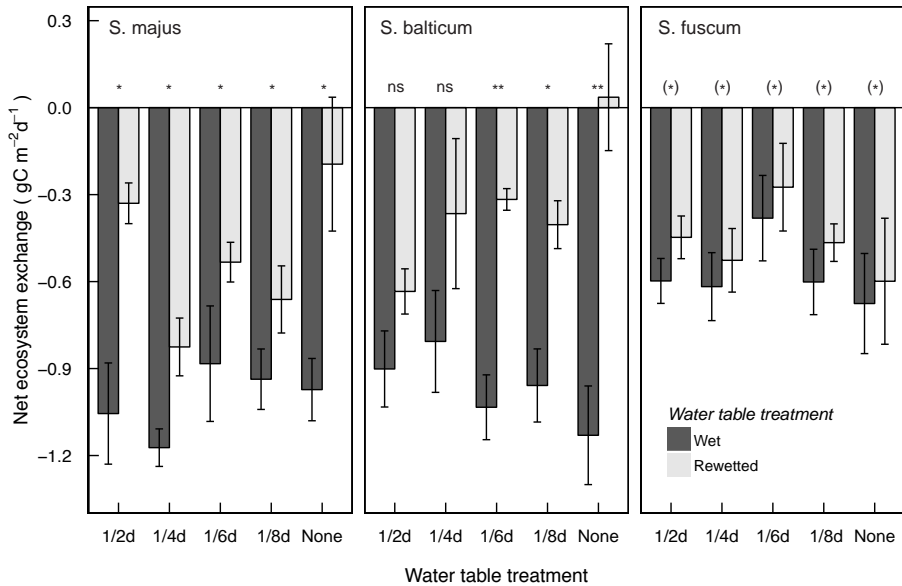 S. majus
S. balticum
S. fuscum
* * * * *
ns ns ** * **
(*) (*) (*) (*) (*)
0.3
0.0
−0.3
−0.6
−0.9
−1.2
Net ecosystem exchange ( gC m−2d−1)
Water table treatment
Wet
Rewetted
1/2d 1/4d 1/6d 1/8d None
1/2d 1/4d 1/6d 1/8d None
1/2d 1/4d 1/6d 1/8d None
Water table treatment